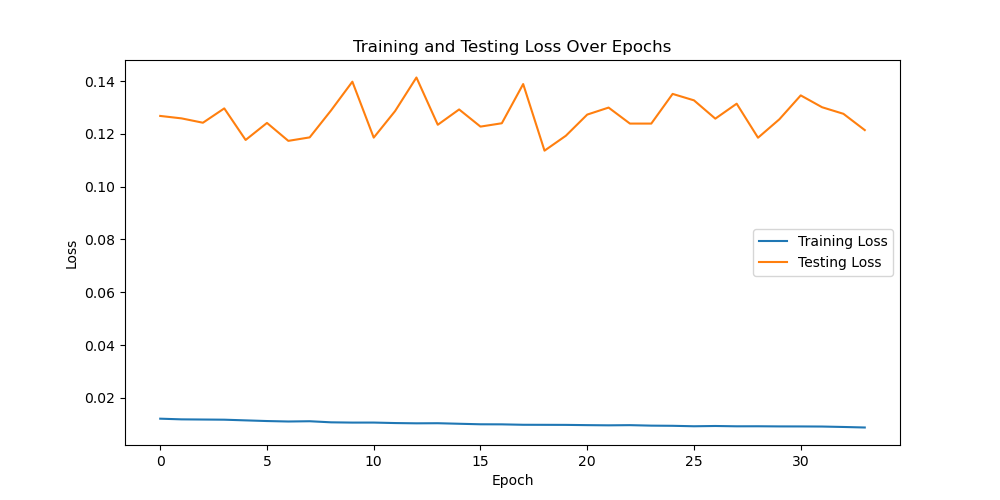 Training and Testing Loss Over Epochs
0.14
0.12
0.10
0.08
0.06
0.04
0.02
Loss
Training Loss
Testing Loss
0 5 10 15 20 25 30
Epoch